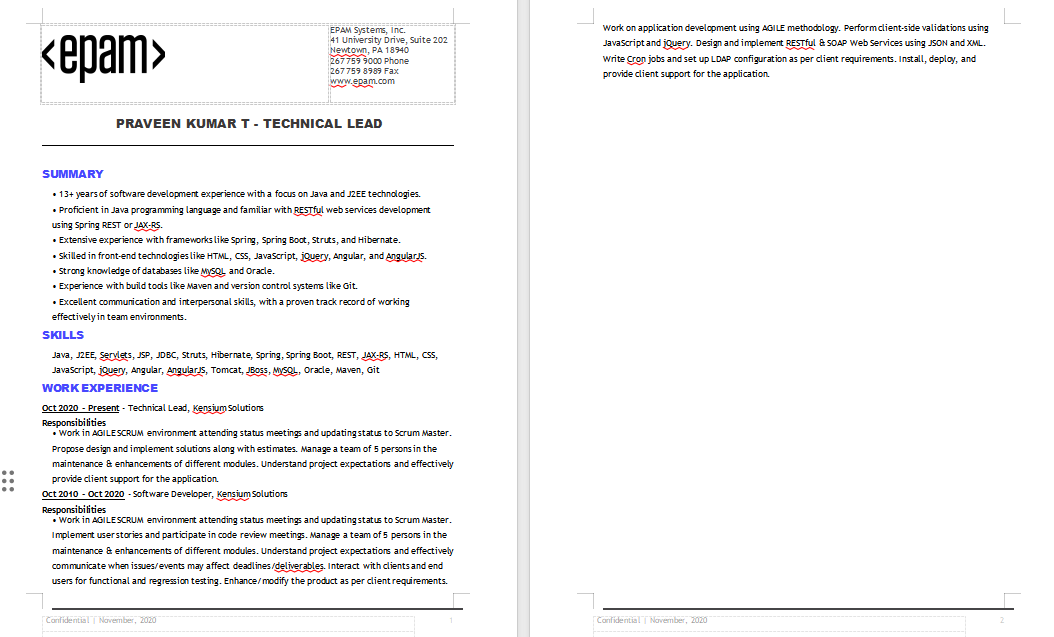 <epam>
EPAM Systems, Inc.
41 University Drive, Suite 202
Newtown, PA 18940
267 759 9000 Phone
267 759 8989 Fax
www.epam.com
PRAVEEN KUMAR T - TECHNICAL LEAD
SUMMARY
• 13+ years of software development experience with a focus on Java and J2EE technologies.
• Proficient in Java programming language and familiar with RESTful web services development
using Spring REST or JAX-RS.
• Extensive experience with frameworks like Spring, Spring Boot, Struts, and Hibernate.
• Skilled in front-end technologies like HTML, CSS, JavaScript, jQuery, Angular, and AngularJS.
• Strong knowledge of databases like MySQL and Oracle.
• Experience with build tools like Maven and version control systems like Git.
• Excellent communication and interpersonal skills, with a proven track record of working
effectively in team environments.
SKILLS
Java, J2EE, Servlets, JSP, JDBC, Struts, Hibernate, Spring, Spring Boot, REST, JAX-RS, HTML, CSS,
JavaScript, jQuery, Angular, AngularJS, Tomcat, JBoss, MySQL, Oracle, Maven, Git
WORK EXPERIENCE
Oct 2020 - Present - Technical Lead, Kensium Solutions
Responsibilities
• Work in AGILE SCRUM environment attending status meetings and updating status to Scrum Master.
Propose design and implement solutions along with estimates. Manage a team of 5 persons in the
maintenance & enhancements of different modules. Understand project expectations and effectively
provide client support for the application.
Oct 2010 - Oct 2020 - Software Developer, Kensium Solutions
Responsibilities
• Work in AGILE SCRUM environment attending status meetings and updating status to Scrum Master.
Implement user stories and participate in code review meetings. Manage a team of 5 persons in the
maintenance & enhancements of different modules. Understand project expectations and effectively
communicate when issues/events may affect deadlines/deliverables. Interact with clients and end
users for functional and regression testing. Enhance/modify the product as per client requirements.
Confidential | November, 2020 1
Work on application development using AGILE methodology. Perform client-side validations using
JavaScript and jQuery. Design and implement RESTful & SOAP Web Services using JSON and XML.
Write Cron jobs and set up LDAP configuration as per client requirements. Install, deploy, and
provide client support for the application.
Confidential | November, 2020 2